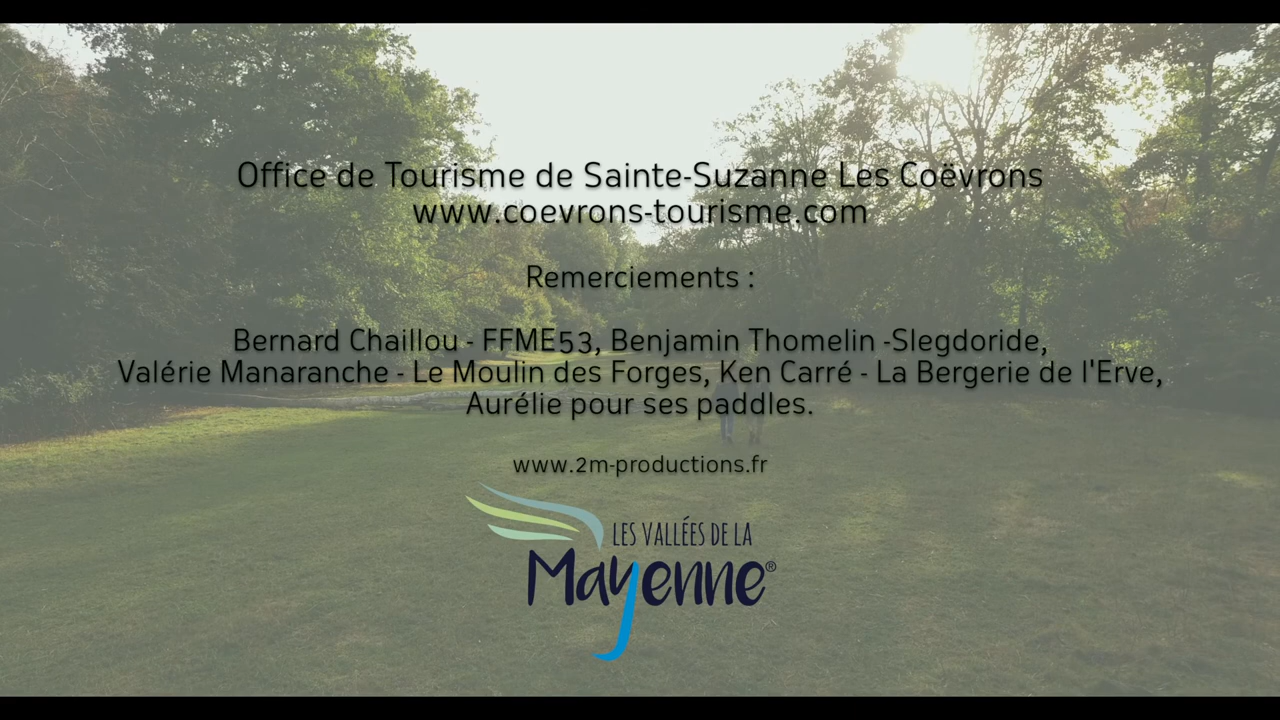 Office de Tourisme de Sainte-Suzanne Les Coëvrons
www.coevrons-tourisme.com
Remerciements :
Bernard Chaillou - FFME53, Benjamin Thomelin -Slegdoride,
Valérie Manaranche - Le Moulin des Forges, Ken Carré - La Bergerie de l'Erve,
Aurélie pour ses paddles.
www.2m-productions.fr
LES VALLÉES DE LA
Mayenne®